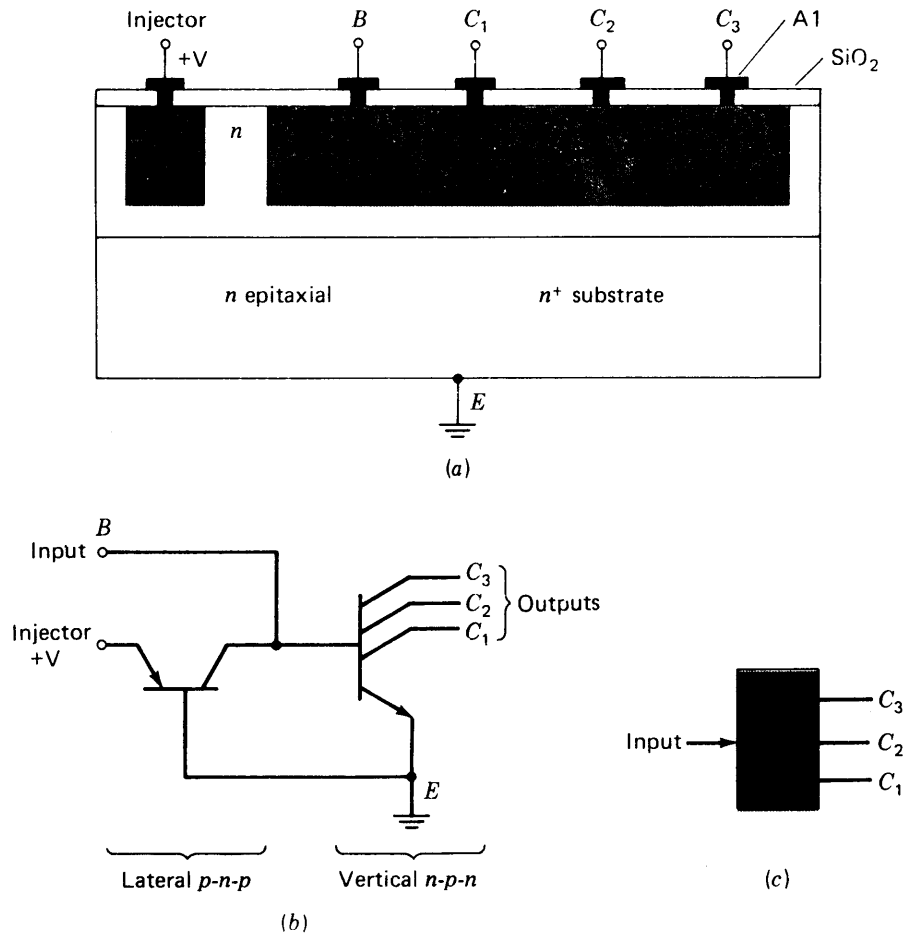 Injector
+V
B
C₁
C₂
C₃
A1
SiO₂
n
n epitaxial
n⁺ substrate
E
(a)
B
Input
C₃
C₂
C₁
Outputs
Injector
+V
E
Lateral p-n-p
Vertical n-p-n
(b)
Input
C₃
C₂
C₁
(c)